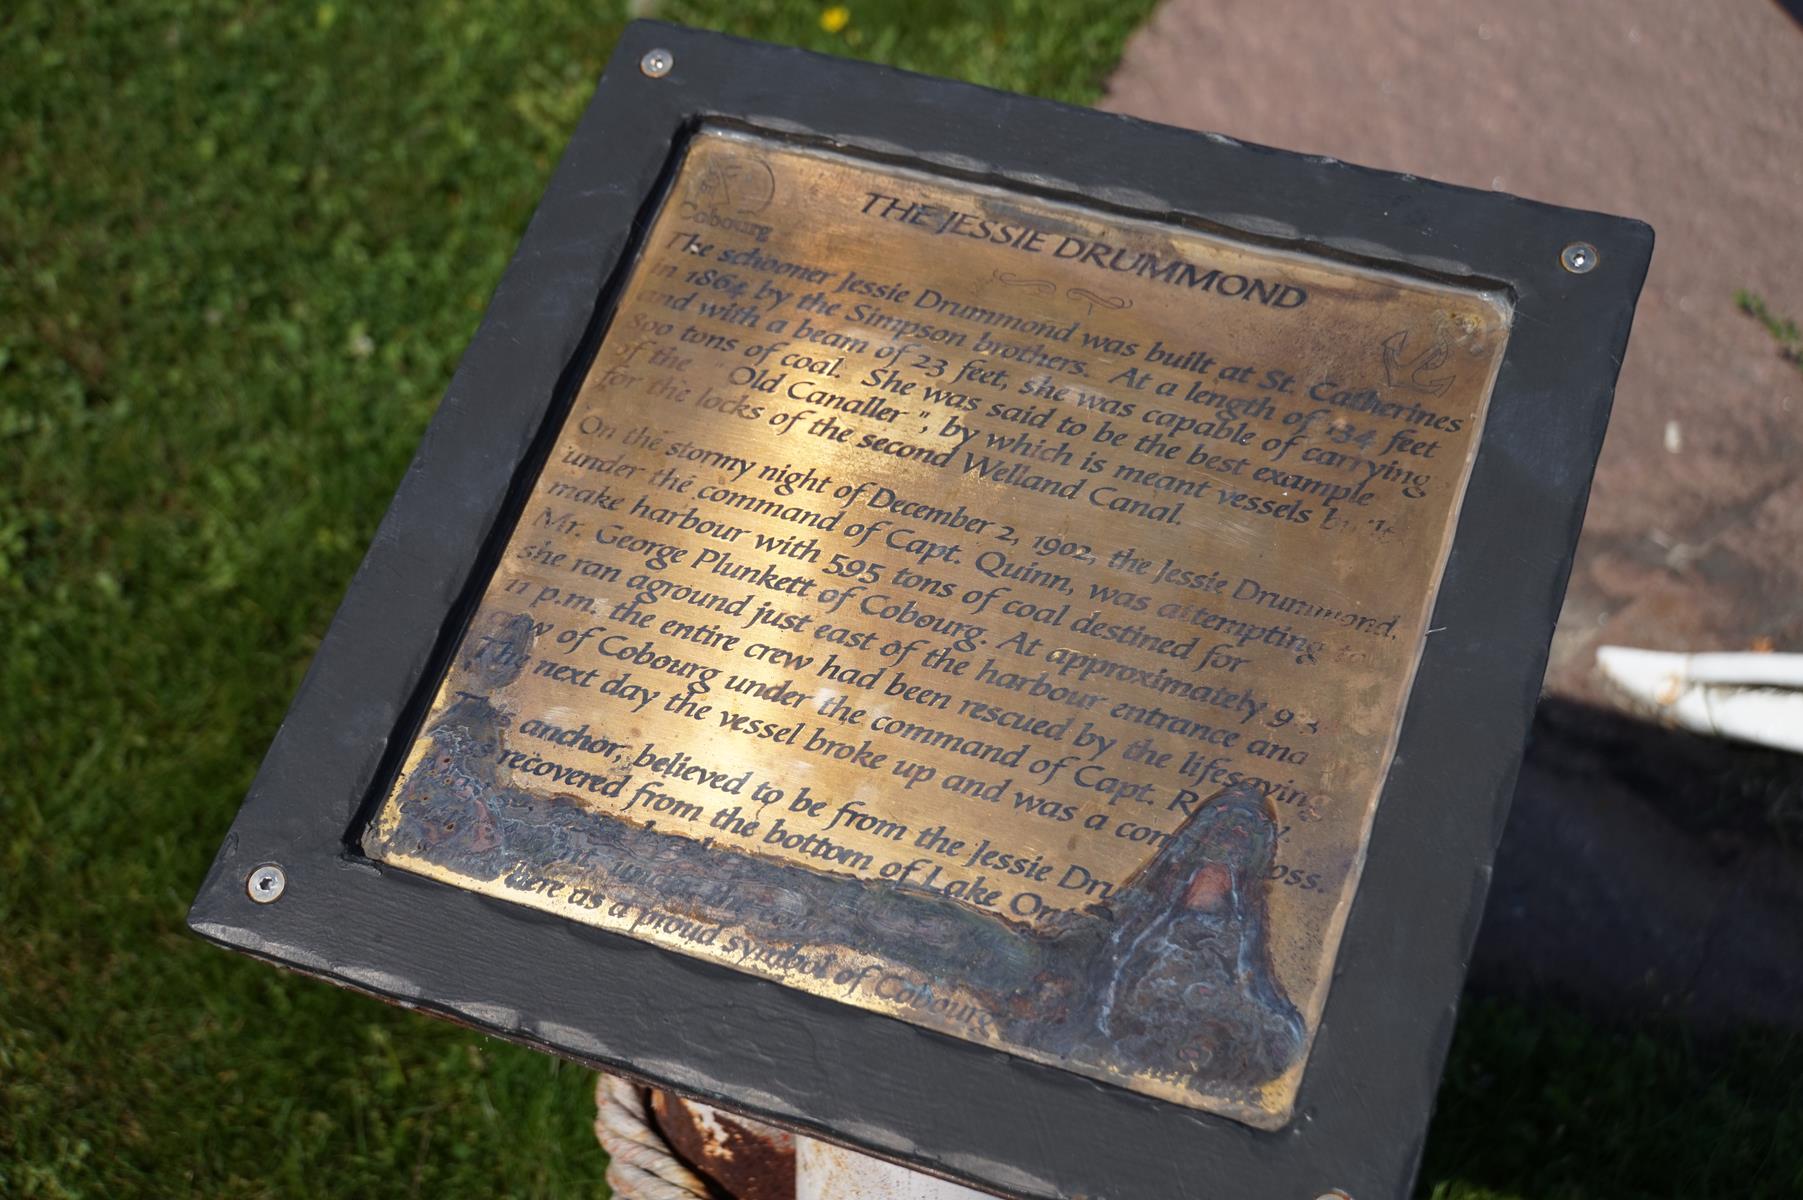 Cobourg
THE JESSIE DRUMMOND
The schooner Jessie Drummond was built at St. Catherines
in 1864 by the Simpson brothers. At a length of 134 feet
and with a beam of 23 feet, she was capable of carrying
800 tons of coal. She was said to be the best example
of the "Old Canaller", by which is meant vessels built
for the locks of the second Welland Canal.
On the stormy night of December 2, 1902, the Jessie Drummond,
under the command of Capt. Quinn, was attempting to
make harbour with 595 tons of coal destined for
Mr. George Plunkett of Cobourg. At approximately
she ran aground just east of the harbour entrance and
11 p.m. the entire crew had been rescued by the lifesaving
crew of Cobourg under the command of Capt.
The next day the vessel broke up and was a loss.
This anchor, believed to be from the Jessie
recovered from the bottom of Lake
under the
here as a proud symbol of Cobourg